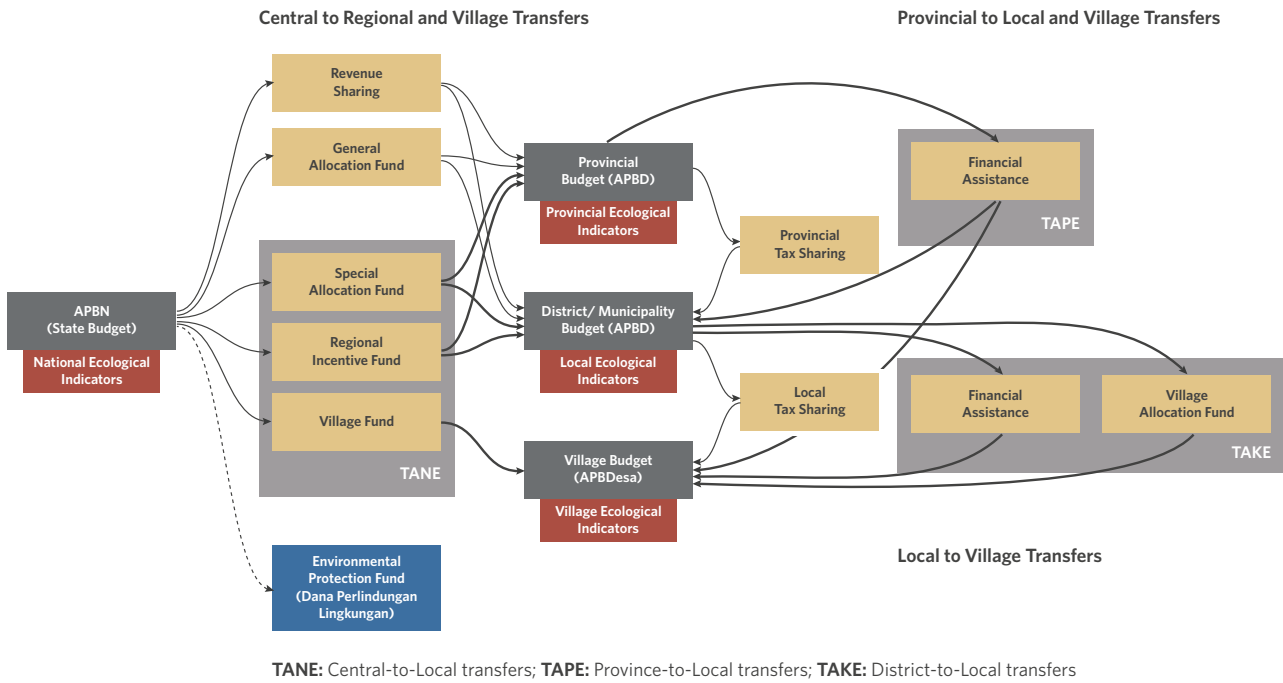 Central to Regional and Village Transfers
Provincial to Local and Village Transfers
Revenue
Sharing
General
Allocation Fund
Provincial
Budget (APBD)
Provincial Ecological
Indicators
Financial
Assistance
TAPE
Provincial
Tax Sharing
Special
Allocation Fund
APBN
(State Budget)
National Ecological
Indicators
District/ Municipality
Budget (APBD)
Local Ecological
Indicators
Regional
Incentive Fund
Village Fund
TANE
Local
Tax Sharing
Financial
Assistance
Village
Allocation Fund
TAKE
Village Budget
(APBDesa)
Village Ecological
Indicators
Local to Village Transfers
Environmental
Protection Fund
(Dana Perlindungan
Lingkungan)
TANE: Central-to-Local transfers; TAPE: Province-to-Local transfers; TAKE: District-to-Local transfers